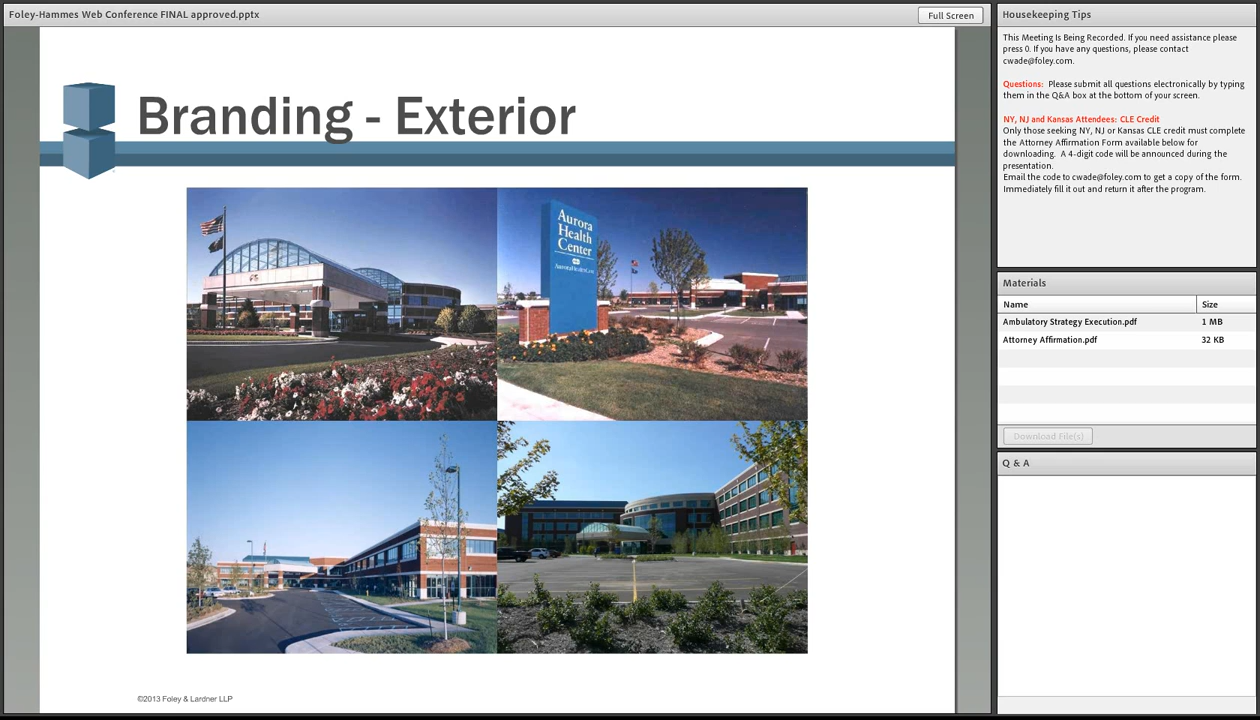 Foley-Hammes Web Conference FINAL approved.pptx
Full Screen
Branding - Exterior
Aurora
Health
Center
Aurora HealthCare
©2013 Foley & Lardner LLP
Housekeeping Tips
This Meeting Is Being Recorded. If you need assistance please
press 0. If you have any questions, please contact
cwade@foley.com.
Questions: Please submit all questions electronically by typing
them in the Q&A box at the bottom of your screen.
NY, NJ and Kansas Attendees: CLE Credit
Only those seeking NY, NJ or Kansas CLE credit must complete
the Attorney Affirmation Form available below for
downloading. A 4-digit code will be announced during the
presentation.
Email the code to cwade@foley.com to get a copy of the form.
Immediately fill it out and return it after the program.
Materials
Name Size
Ambulatory Strategy Execution.pdf 1 MB
Attorney Affirmation.pdf 32 KB
Download File(s)
Q & A